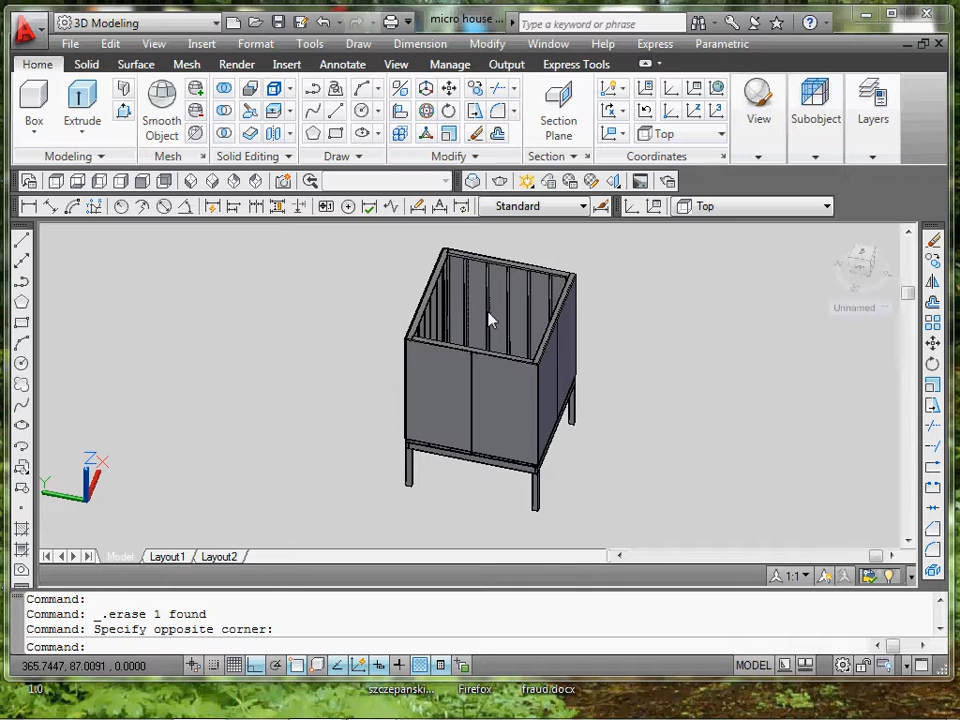 3D Modeling
micro house ...
Type a keyword or phrase
File Edit View Insert Format Tools Draw Dimension Modify Window Help Express Parametric
Home Solid Surface Mesh Render Insert Annotate View Manage Output Express Tools
Box Extrude Smooth Object Section Plane Top View Subobject Layers
Modeling Mesh Solid Editing Draw Modify Section Coordinates
Standard Top
Unnamed
Z X
Y
Model Layout1 Layout2
1:1
Command:
Command: _.erase 1 found
Command: Specify opposite corner:
Command:
365.7447, 87.0091, 0.0000 MODEL
1.0 szczepanski... Firefox fraud.docx